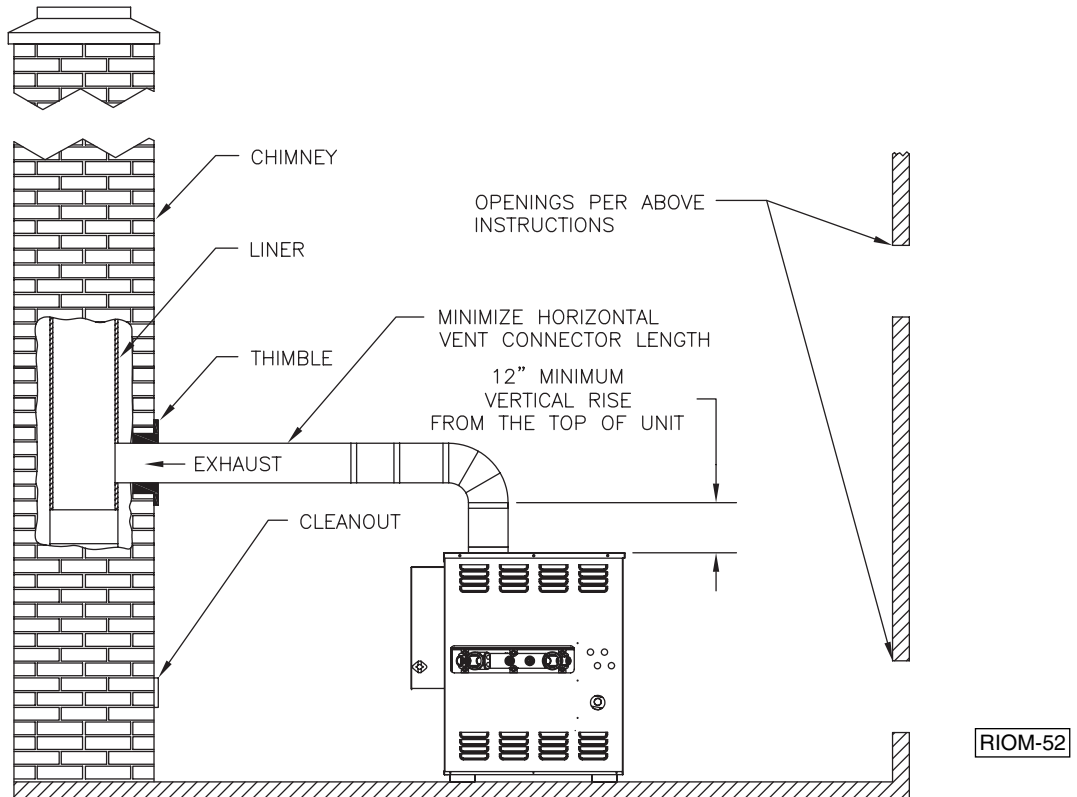 CHIMNEY
OPENINGS PER ABOVE
INSTRUCTIONS
LINER
MINIMIZE HORIZONTAL
VENT CONNECTOR LENGTH
THIMBLE
12” MINIMUM
VERTICAL RISE
FROM THE TOP OF UNIT
EXHAUST
CLEANOUT
RIOM-52